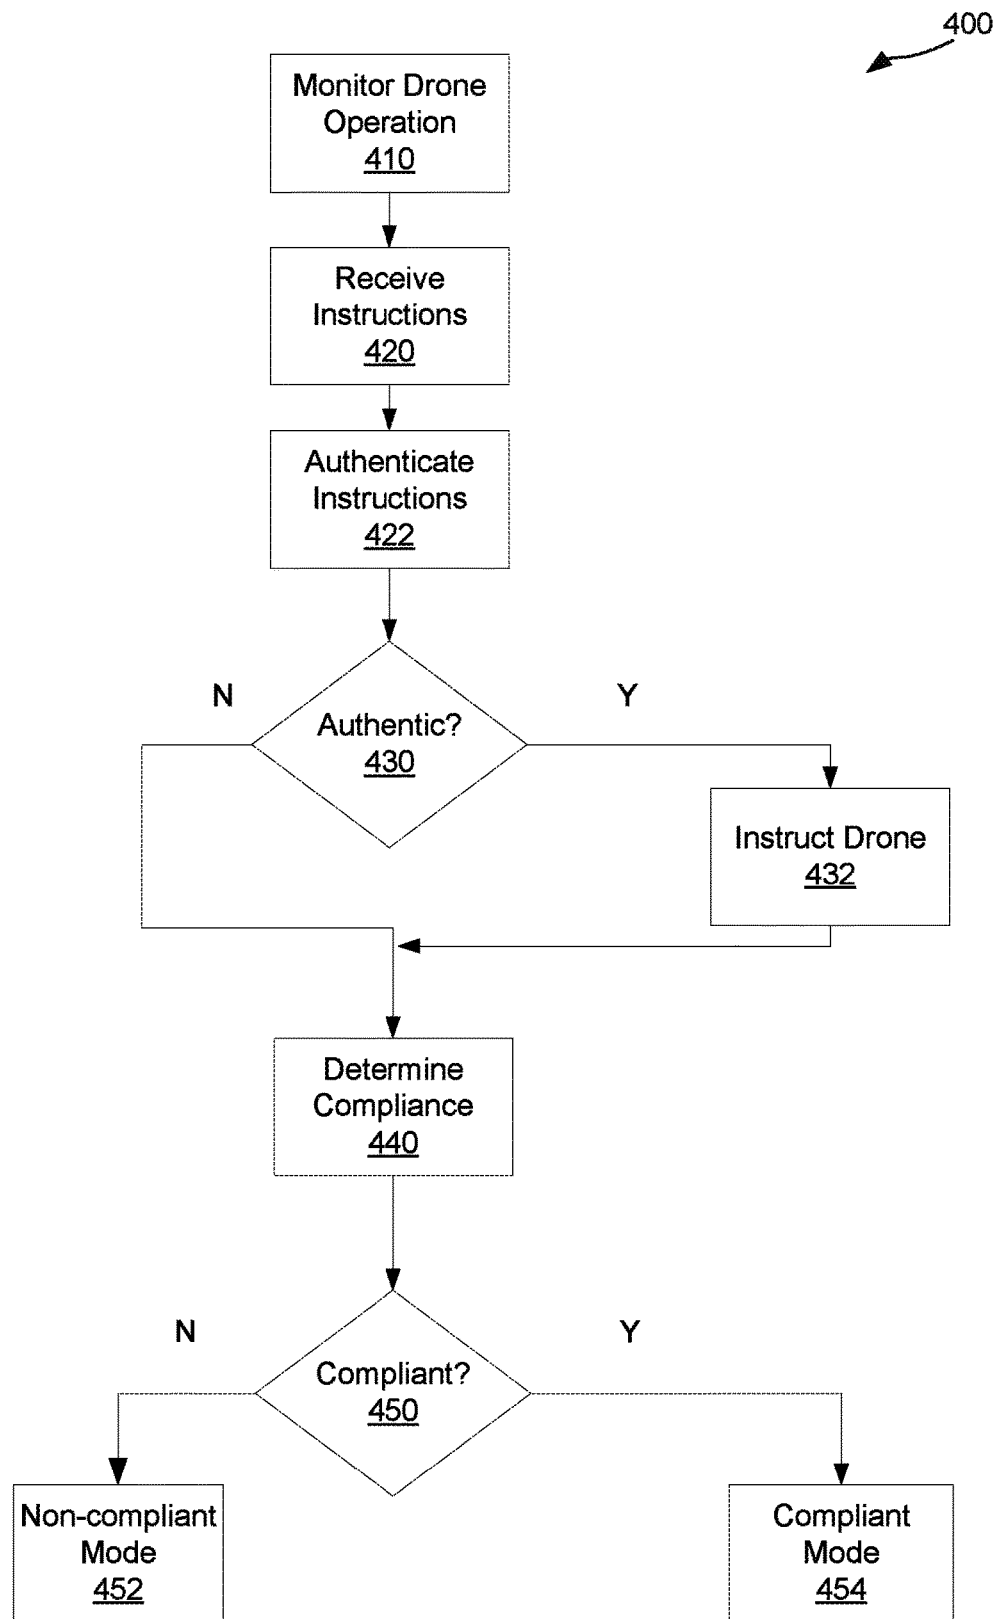 400
Monitor Drone
Operation
410
Receive
Instructions
420
Authenticate
Instructions
422
N
Y
Authentic?
430
Instruct Drone
432
Determine
Compliance
440
N
Y
Compliant?
450
Non-compliant
Mode
452
Compliant
Mode
454